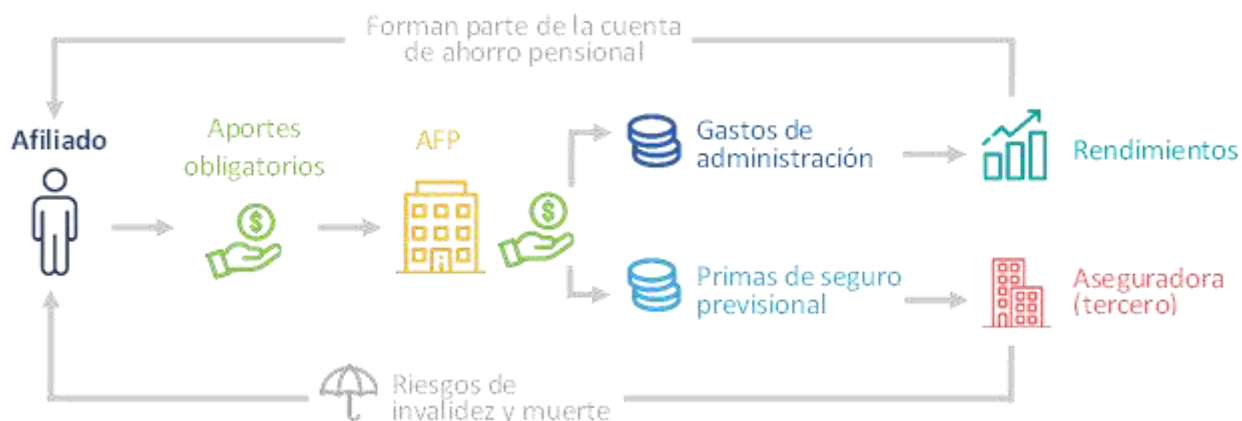 Forman parte de la cuenta
de ahorro pensional
Afiliado
Aportes
obligatorios
AFP
Gastos de
administración
Rendimientos
Primas de seguro
previsional
Aseguradora
(tercero)
Riesgos de
invalidez y muerte